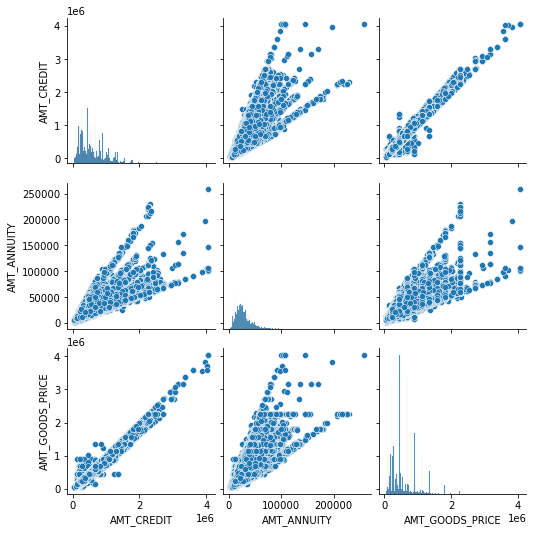 1e6
4
3
2
1
0
AMT_CREDIT
250000
200000
150000
100000
50000
0
AMT_ANNUITY
1e6
4
3
2
1
0
AMT_GOODS_PRICE
0 2 4
1e6
AMT_CREDIT
100000 200000
AMT_ANNUITY
0 2 4
1e6
AMT_GOODS_PRICE